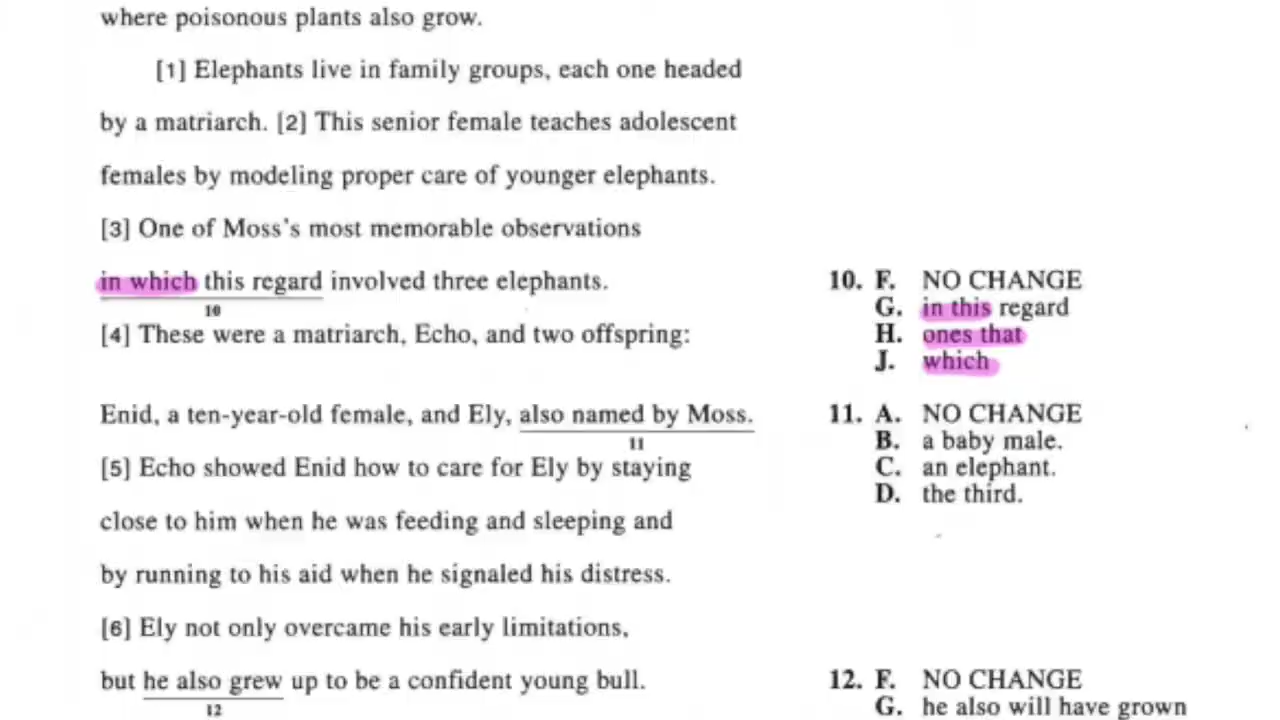 where poisonous plants also grow.
[1] Elephants live in family groups, each one headed
by a matriarch. [2] This senior female teaches adolescent
females by modeling proper care of younger elephants.
[3] One of Moss's most memorable observations
in which this regard involved three elephants.
10
[4] These were a matriarch, Echo, and two offspring:
Enid, a ten-year-old female, and Ely, also named by Moss.
11
[5] Echo showed Enid how to care for Ely by staying
close to him when he was feeding and sleeping and
by running to his aid when he signaled his distress.
[6] Ely not only overcame his early limitations,
but he also grew up to be a confident young bull.
12
10. F. NO CHANGE
G. in this regard
H. ones that
J. which
11. A. NO CHANGE
B. a baby male.
C. an elephant.
D. the third.
12. F. NO CHANGE
G. he also will have grown